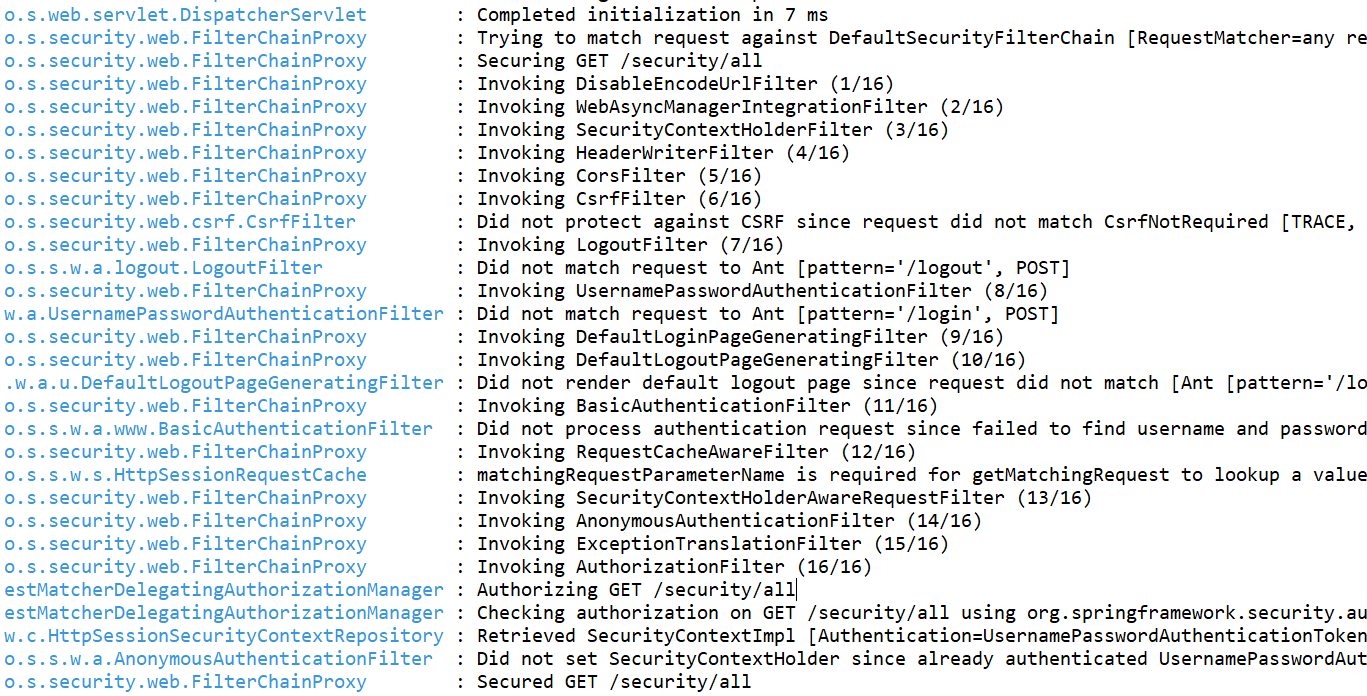 o.s.web.servlet.DispatcherServlet : Completed initialization in 7 ms
o.s.security.web.FilterChainProxy : Trying to match request against DefaultSecurityFilterChain [RequestMatcher=any re
o.s.security.web.FilterChainProxy : Securing GET /security/all
o.s.security.web.FilterChainProxy : Invoking DisableEncodeUrlFilter (1/16)
o.s.security.web.FilterChainProxy : Invoking WebAsyncManagerIntegrationFilter (2/16)
o.s.security.web.FilterChainProxy : Invoking SecurityContextHolderFilter (3/16)
o.s.security.web.FilterChainProxy : Invoking HeaderWriterFilter (4/16)
o.s.security.web.FilterChainProxy : Invoking CorsFilter (5/16)
o.s.security.web.FilterChainProxy : Invoking CsrfFilter (6/16)
o.s.security.web.csrf.CsrfFilter : Did not protect against CSRF since request did not match CsrfNotRequired [TRACE,
o.s.security.web.FilterChainProxy : Invoking LogoutFilter (7/16)
o.s.s.w.a.logout.LogoutFilter : Did not match request to Ant [pattern='/logout', POST]
o.s.security.web.FilterChainProxy : Invoking UsernamePasswordAuthenticationFilter (8/16)
w.a.UsernamePasswordAuthenticationFilter : Did not match request to Ant [pattern='/login', POST]
o.s.security.web.FilterChainProxy : Invoking DefaultLoginPageGeneratingFilter (9/16)
o.s.security.web.FilterChainProxy : Invoking DefaultLogoutPageGeneratingFilter (10/16)
.w.a.u.DefaultLogoutPageGeneratingFilter : Did not render default logout page since request did not match [Ant [pattern='/lo
o.s.security.web.FilterChainProxy : Invoking BasicAuthenticationFilter (11/16)
o.s.s.w.a.www.BasicAuthenticationFilter : Did not process authentication request since failed to find username and password
o.s.security.web.FilterChainProxy : Invoking RequestCacheAwareFilter (12/16)
o.s.s.w.s.HttpSessionRequestCache : matchingRequestParameterName is required for getMatchingRequest to lookup a value
o.s.security.web.FilterChainProxy : Invoking SecurityContextHolderAwareRequestFilter (13/16)
o.s.security.web.FilterChainProxy : Invoking AnonymousAuthenticationFilter (14/16)
o.s.security.web.FilterChainProxy : Invoking ExceptionTranslationFilter (15/16)
o.s.security.web.FilterChainProxy : Invoking AuthorizationFilter (16/16)
estMatcherDelegatingAuthorizationManager : Authorizing GET /security/all
estMatcherDelegatingAuthorizationManager : Checking authorization on GET /security/all using org.springframework.security.au
w.c.HttpSessionSecurityContextRepository : Retrieved SecurityContextImpl [Authentication=UsernamePasswordAuthenticationToken
o.s.s.w.a.AnonymousAuthenticationFilter : Did not set SecurityContextHolder since already authenticated UsernamePasswordAut
o.s.security.web.FilterChainProxy : Secured GET /security/all